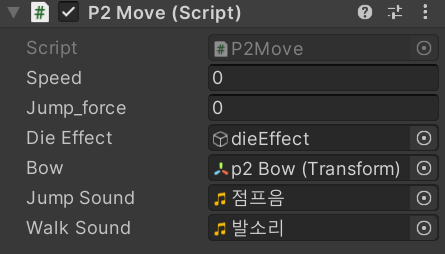 P2 Move (Script)
Script P2Move
Speed 0
Jump_force 0
Die Effect dieEffect
Bow p2 Bow (Transform)
Jump Sound 점프음
Walk Sound 발소리